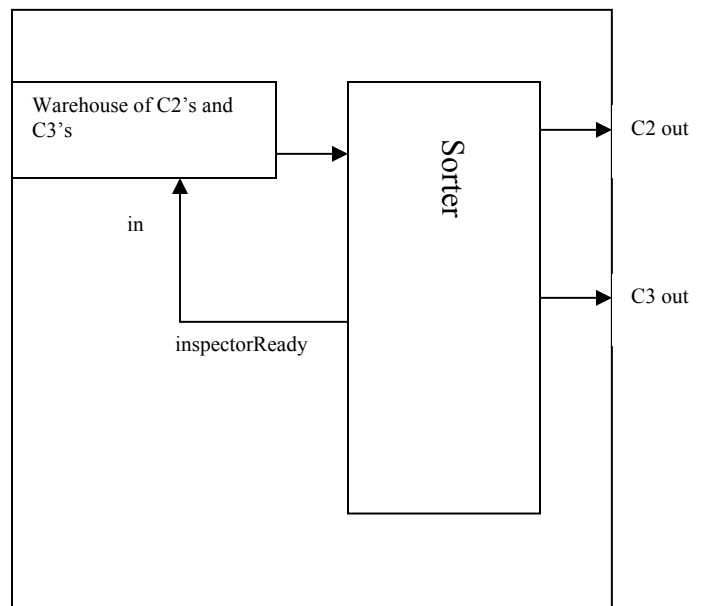 Warehouse of C2’s and
C3’s
Sorter
C2 out
in
C3 out
inspectorReady